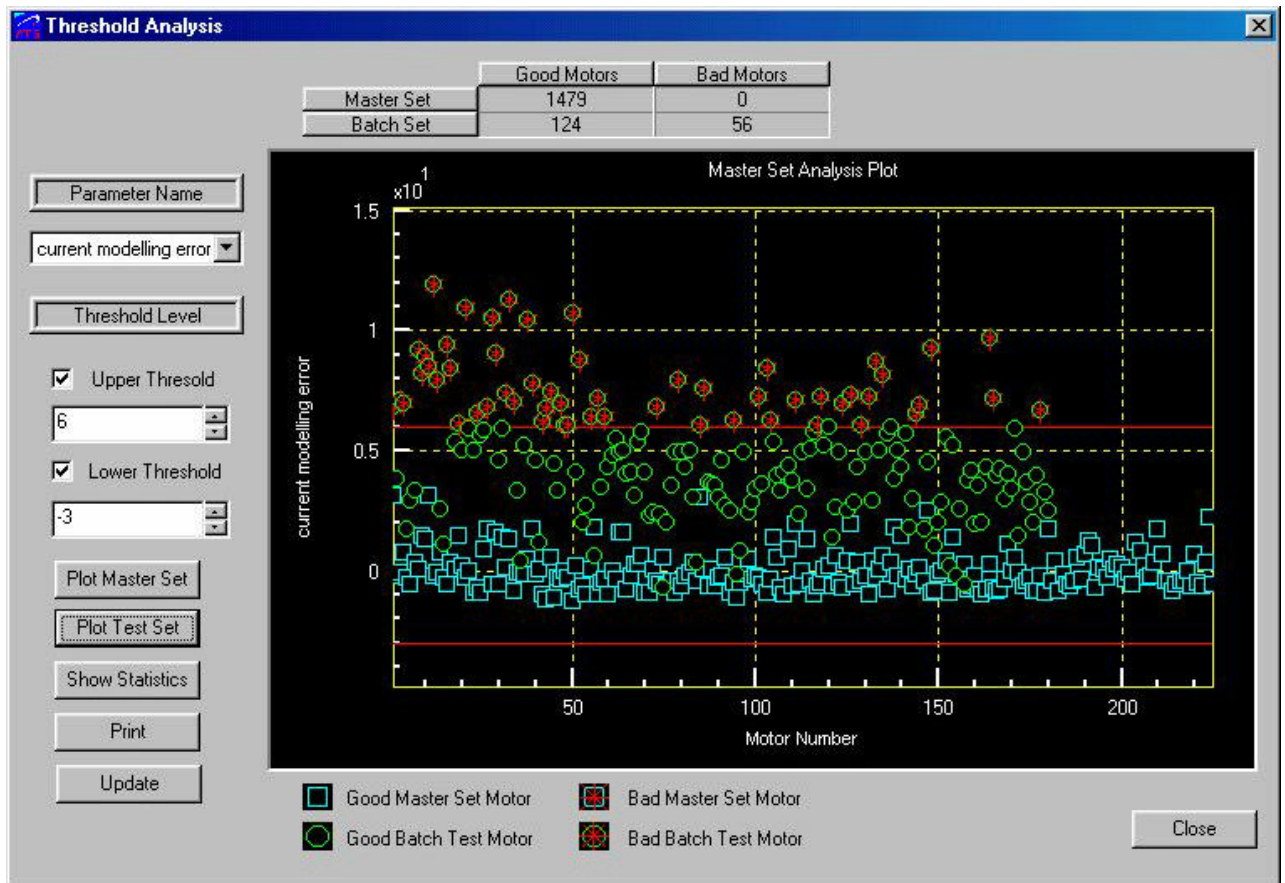 Threshold Analysis
Good Motors Bad Motors
Master Set 1479 0
Batch Set 124 56
Parameter Name
current modelling error
Threshold Level
Upper Thresold
6
Lower Threshold
-3
Plot Master Set
Plot Test Set
Show Statistics
Print
Update
Master Set Analysis Plot
x10 1
1.5
1
0.5
0
current modelling error
50 100 150 200
Motor Number
Good Master Set Motor Bad Master Set Motor
Good Batch Test Motor Bad Batch Test Motor
Close